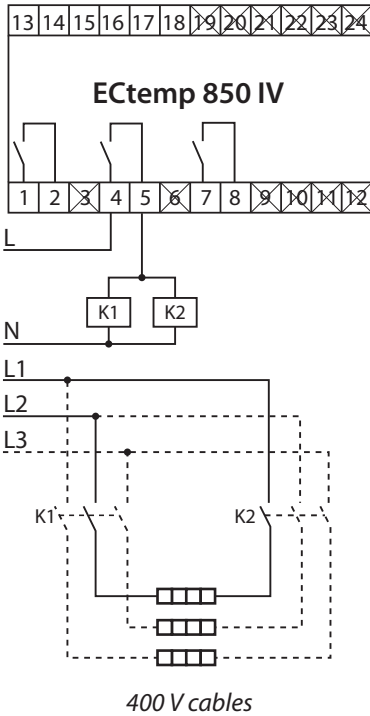 13 14 15 16 17 18 19 20 21 22 23 24
ECtemp 850 IV
1 2 3 4 5 6 7 8 9 10 11 12
L
K1 K2
N
L1
L2
L3
K1 K2
400 V cables